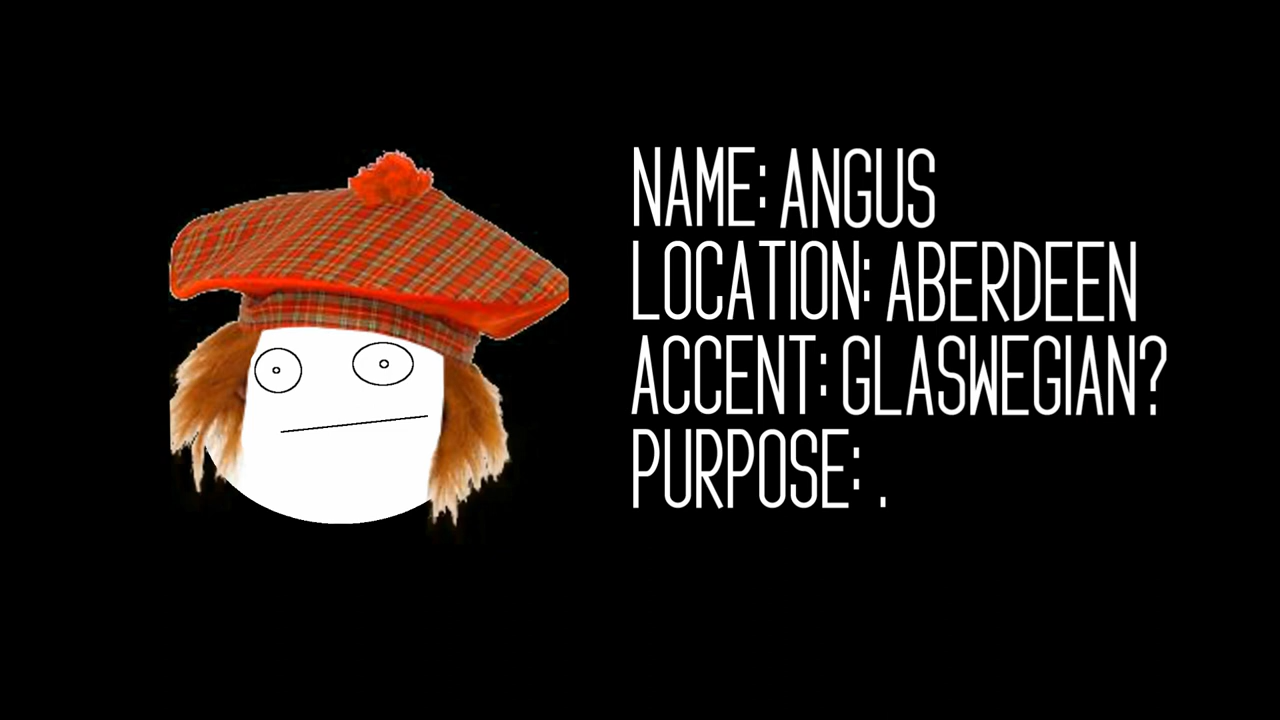 NAME: ANGUS
LOCATION: ABERDEEN
ACCENT: GLASWEGIAN?
PURPOSE: .